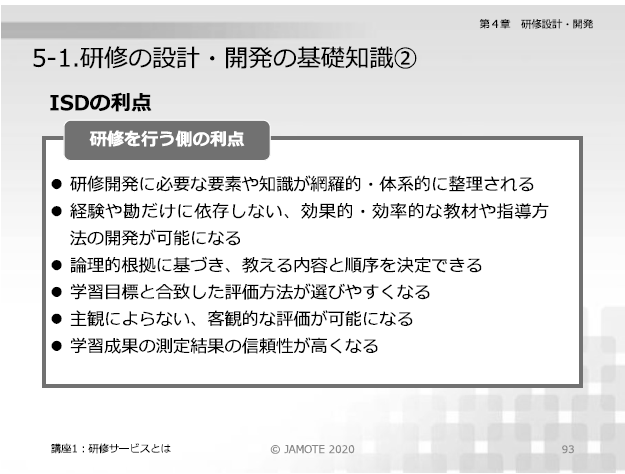 第４章　研修設計・開発
5-1.研修の設計・開発の基礎知識②
ISDの利点
研修を行う側の利点
● 研修開発に必要な要素や知識が網羅的・体系的に整理される
● 経験や勘だけに依存しない、効果的・効率的な教材や指導方
法の開発が可能になる
● 論理的根拠に基づき、教える内容と順序を決定できる
● 学習目標と合致した評価方法が選びやすくなる
● 主観によらない、客観的な評価が可能になる
● 学習成果の測定結果の信頼性が高くなる
講座1：研修サービスとは
© JAMOTE 2020
93